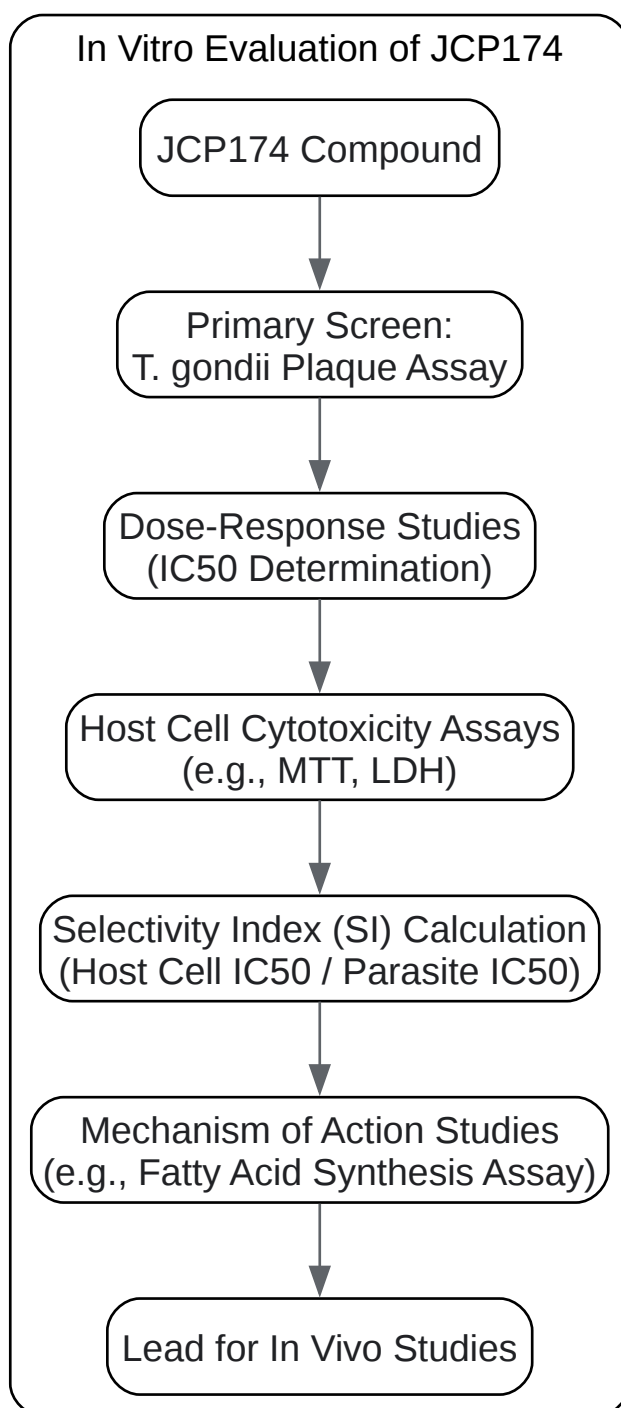 In Vitro Evaluation of JCP174
JCP174 Compound
Primary Screen:
T. gondii Plaque Assay
Dose-Response Studies
(IC50 Determination)
Host Cell Cytotoxicity Assays
(e.g., MTT, LDH)
Selectivity Index (SI) Calculation
(Host Cell IC50 / Parasite IC50)
Mechanism of Action Studies
(e.g., Fatty Acid Synthesis Assay)
Lead for In Vivo Studies